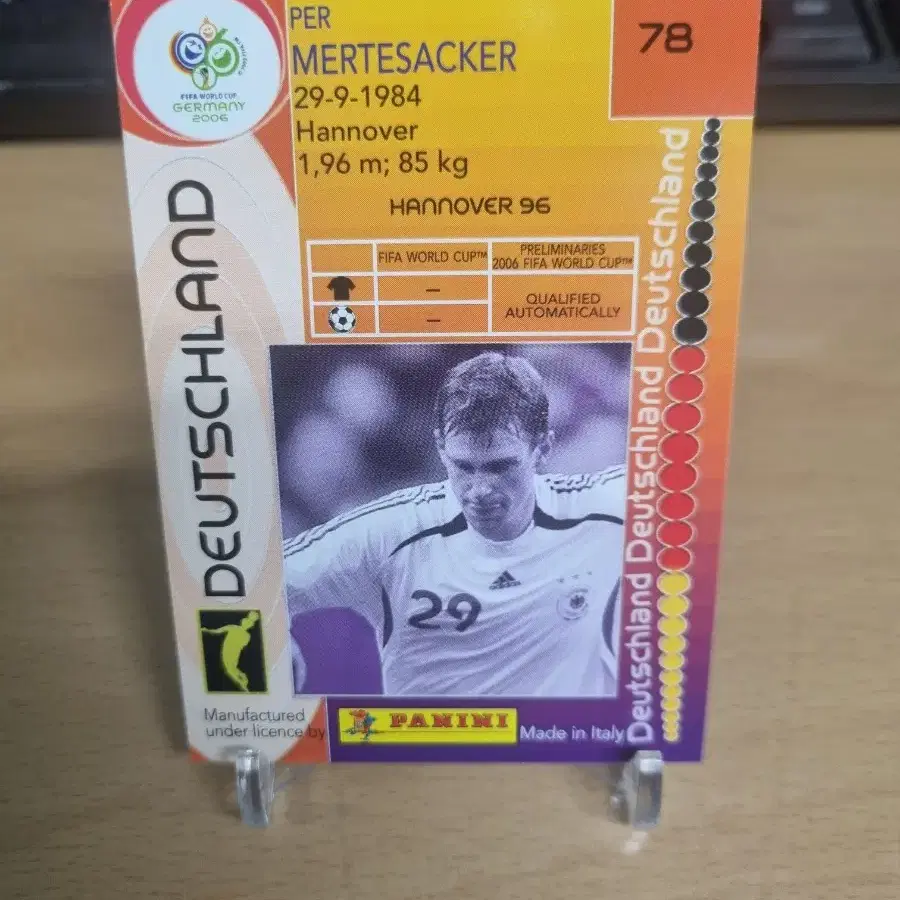 FIFA WORLD CUP
GERMANY
2006
PER
MERTESACKER
29-9-1984
Hannover
1,96 m; 85 kg
78
HANNOVER 96
FIFA WORLD CUP™
PRELIMINARIES
2006 FIFA WORLD CUP™
–
–
QUALIFIED
AUTOMATICALLY
DEUTSCHLAND
Deutschland Deutschland Deutschland Deutschland
29
Manufactured
under licence by
PANINI
Made in Italy